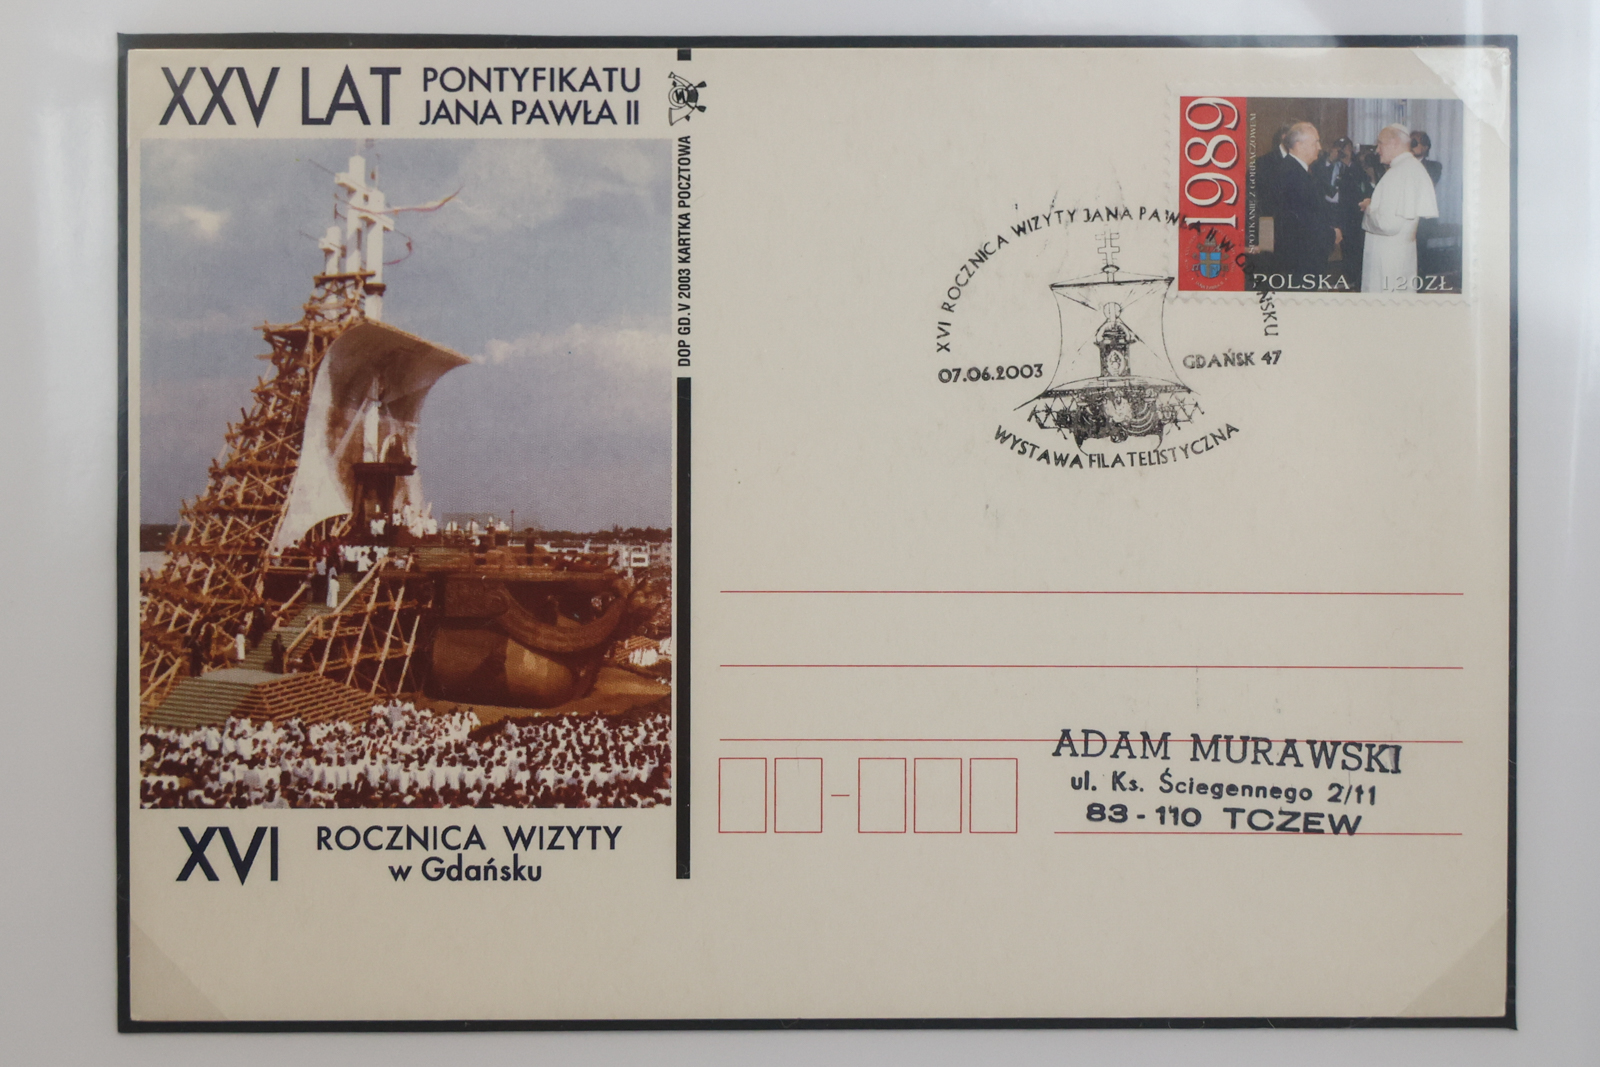 XXV LAT PONTYFIKATU
JANA PAWŁA II
DOP GD.V 2003 KARTKA POCZTOWA
XVI ROCZNICA WIZYTY
w Gdańsku
1989
SPOTKANIE Z GORBACZOWEM
POLSKA 1,20ZŁ
XVI ROCZNICA WIZYTY JANA PAWŁA II W GDAŃSKU
07.06.2003
GDAŃSK 47
WYSTAWA FILATELISTYCZNA
ADAM MURAWSKI
ul. Ks. Ściegennego 2/11
83-110 TCZEW